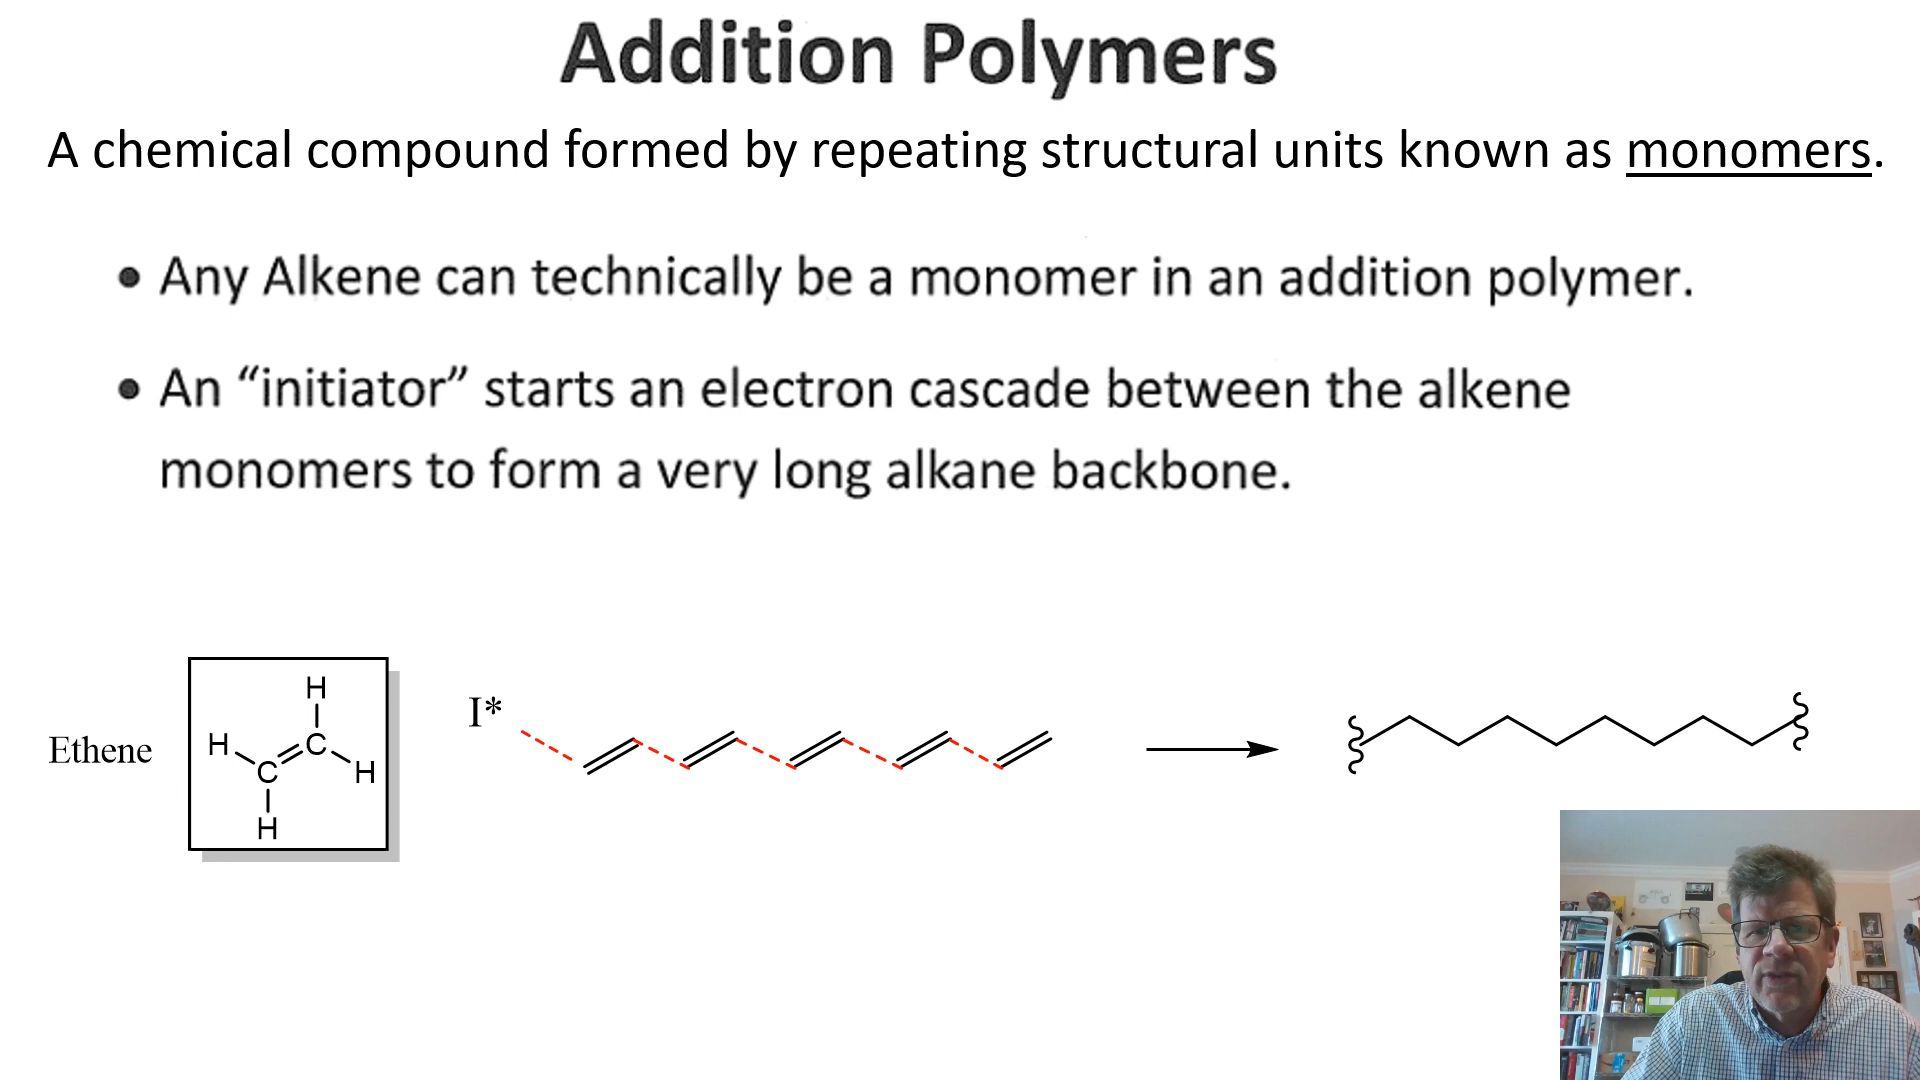 Addition Polymers
A chemical compound formed by repeating structural units known as monomers.
• Any Alkene can technically be a monomer in an addition polymer.
• An “initiator” starts an electron cascade between the alkene
monomers to form a very long alkane backbone.
H
I*
Ethene
H C
C H
H